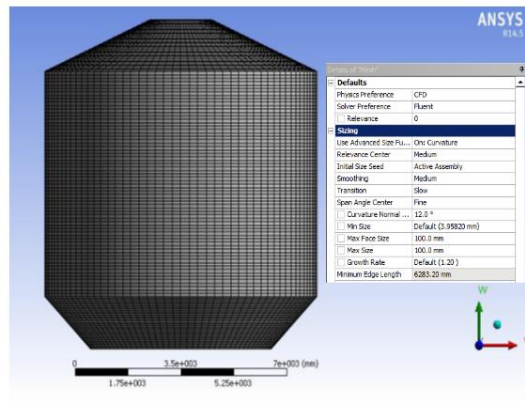 ANSYS
R14.5
Details of "Mesh"
Defaults
Physics Preference CFD
Solver Preference Fluent
Relevance 0
Sizing
Use Advanced Size Fu... On: Curvature
Relevance Center Medium
Initial Size Seed Active Assembly
Smoothing Medium
Transition Slow
Span Angle Center Fine
Curvature Normal ... 12.0 °
Min Size Default (3.95820 mm)
Max Face Size 100.0 mm
Max Size 100.0 mm
Growth Rate Default (1.20 )
Minimum Edge Length 6283.20 mm
W
0 3.5e+003 7e+003 (mm)
1.75e+003 5.25e+003